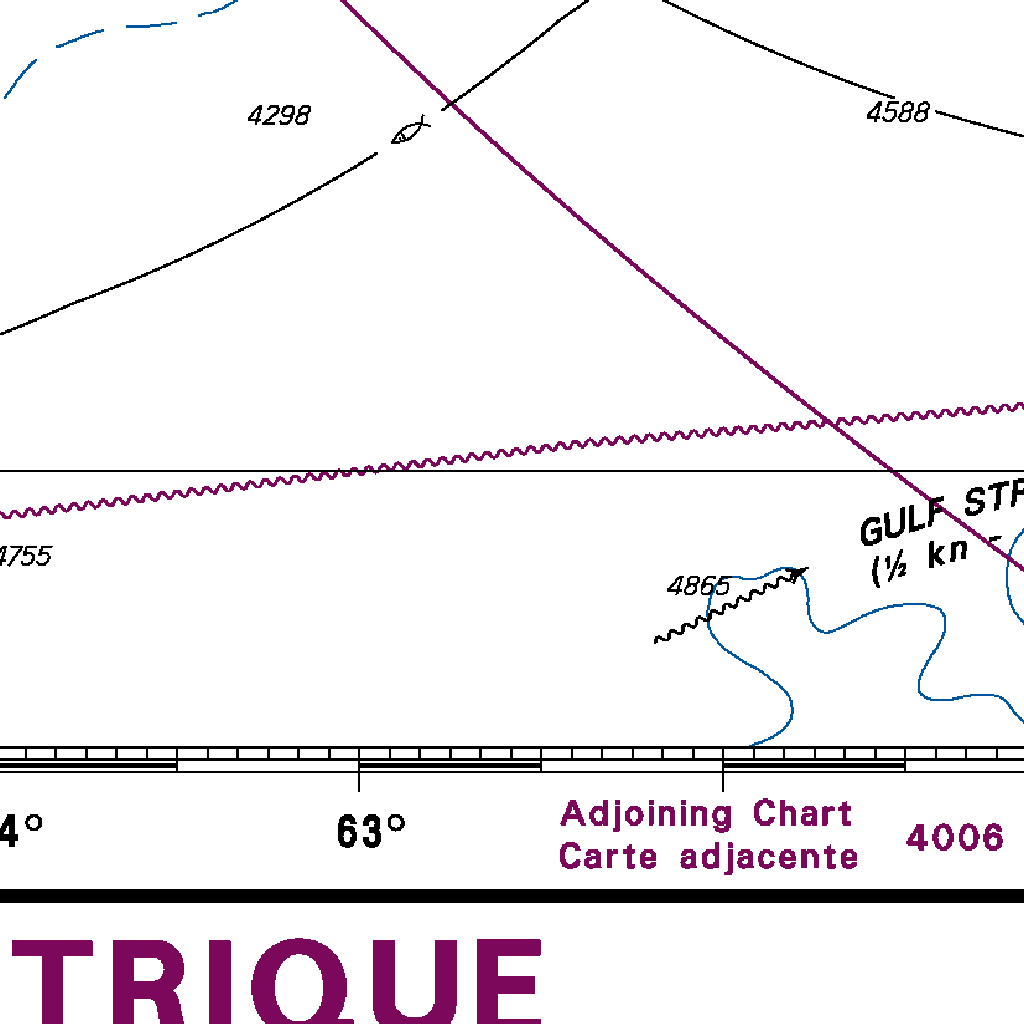 4298
4588
GULF STR
(½ kn
4755
4865
4°
63°
Adjoining Chart
Carte adjacente
4006
TRIQUE